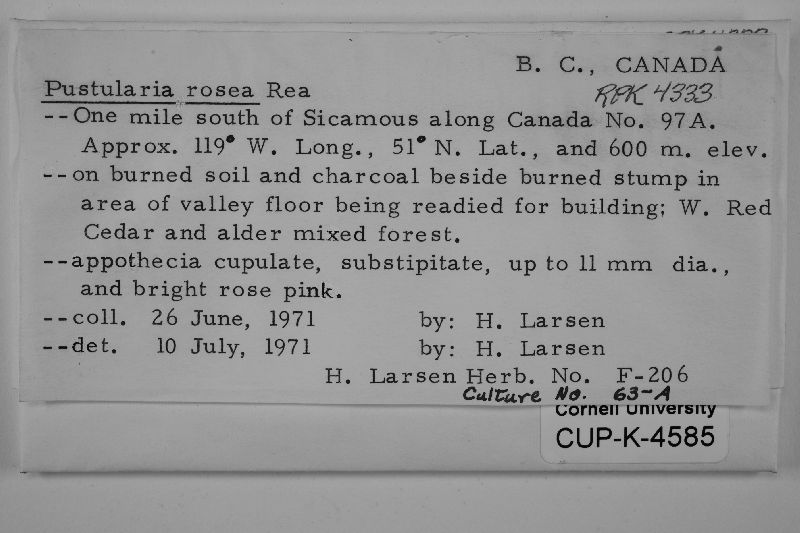 B. C., CANADA
Pustularia rosea Rea
RPK 4333
--One mile south of Sicamous along Canada No. 97A.
Approx. 119° W. Long., 51° N. Lat., and 600 m. elev.
--on burned soil and charcoal beside burned stump in
area of valley floor being readied for building; W. Red
Cedar and alder mixed forest.
--appothecia cupulate, substipitate, up to 11 mm dia.,
and bright rose pink.
--coll. 26 June, 1971 by: H. Larsen
--det. 10 July, 1971 by: H. Larsen
H. Larsen Herb. No. F-206
Culture No. 63-A
Cornell University
CUP-K-4585